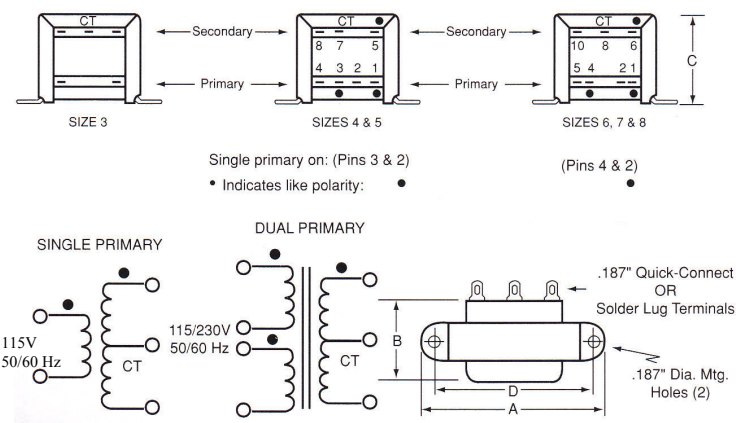 CT CT CT
Secondary Secondary
8 7 5 10 8 6
4 3 2 1 5 4 2 1
C
Primary Primary
SIZE 3 SIZES 4 & 5 SIZES 6, 7 & 8
Single primary on: (Pins 3 & 2) (Pins 4 & 2)
• Indicates like polarity: ●
DUAL PRIMARY
SINGLE PRIMARY
.187" Quick-Connect
OR
Solder Lug Terminals
115V
50/60 Hz
CT
115/230V
50/60 Hz
CT
B
D
A
.187" Dia. Mtg.
Holes (2)